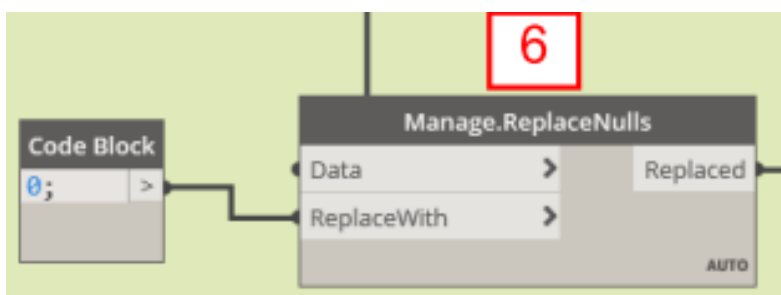 6
Manage.ReplaceNulls
Code Block
0; >
Data >
Replaced
ReplaceWith >
AUTO